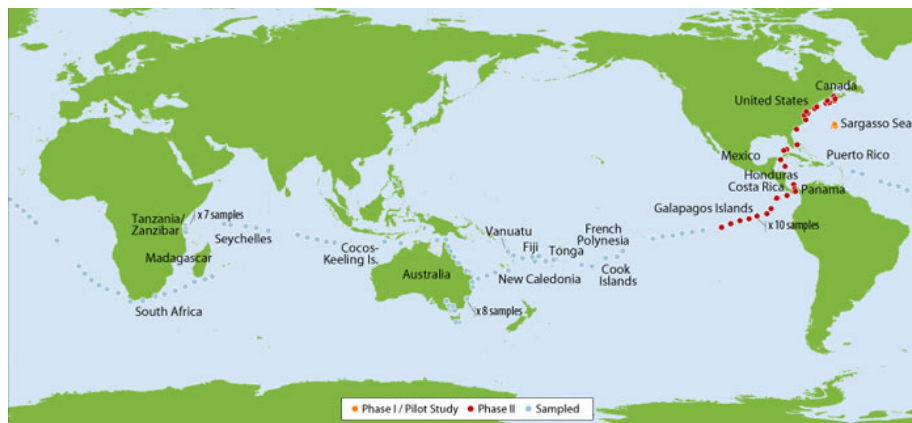 Canada
United States
Sargasso Sea
Mexico
Puerto Rico
Honduras
Costa Rica
Panama
Galapagos Islands
x 10 samples
Tanzania/
Zanzibar
x 7 samples
Seychelles
Madagascar
South Africa
Cocos-
Keeling Is.
Australia
x 8 samples
Vanuatu
Fiji
Tonga
French
Polynesia
New Caledonia
Cook
Islands
Phase I / Pilot Study
Phase II
Sampled